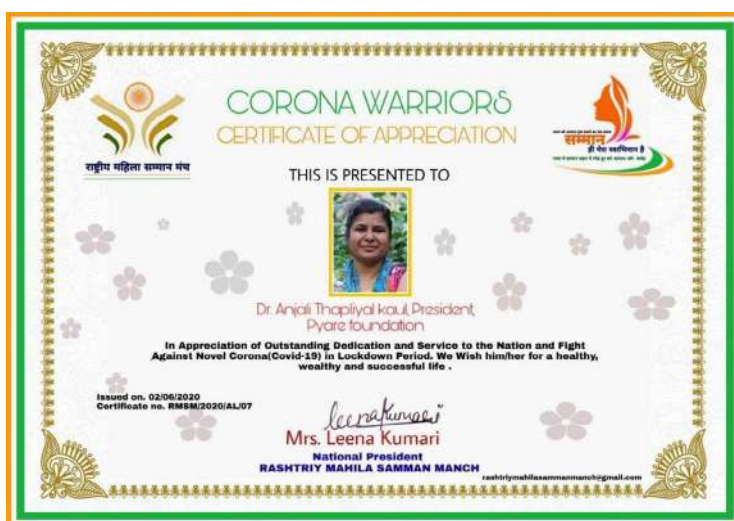 CORONA WARRIORS
CERTIFICATE OF APPRECIATION
राष्ट्रीय महिला सम्मान मंच
सम्मान
ही मेरा स्वाभिमान है
THIS IS PRESENTED TO
Dr. Anjali Thapliyal kaul, President,
Pyare foundation
In Appreciation of Outstanding Dedication and Service to the Nation and Fight
Against Novel Corona(Covid-19) in Lockdown Period. We Wish him/her for a healthy,
wealthy and successful life .
Issued on. 02/06/2020
Certificate no. RMSM/2020/AL/07
Leena Kumari
Mrs. Leena Kumari
National President
RASHTRIY MAHILA SAMMAN MANCH
rashtriymahilasammanmanch@gmail.com